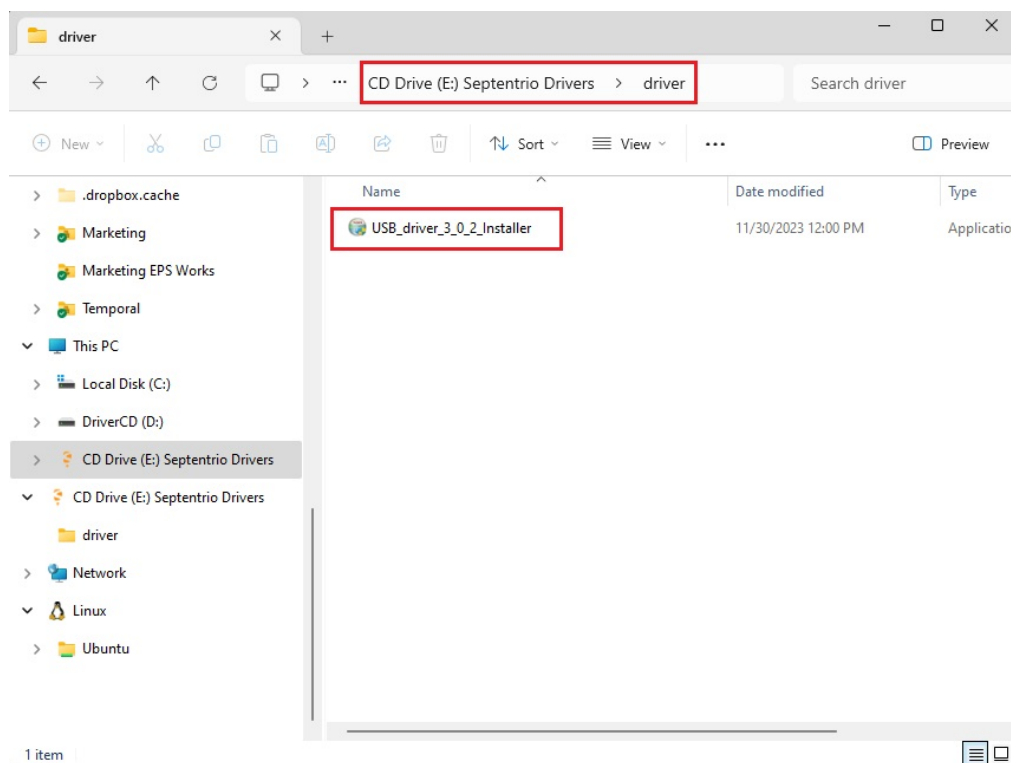 driver
CD Drive (E:) Septentrio Drivers > driver
Search driver
New
Sort
View
Preview
Name
Date modified
Type
.dropbox.cache
USB_driver_3_0_2_Installer
11/30/2023 12:00 PM
Applicatio
Marketing
Marketing EPS Works
Temporal
This PC
Local Disk (C:)
DriverCD (D:)
CD Drive (E:) Septentrio Drivers
CD Drive (E:) Septentrio Drivers
driver
Network
Linux
Ubuntu
1 item